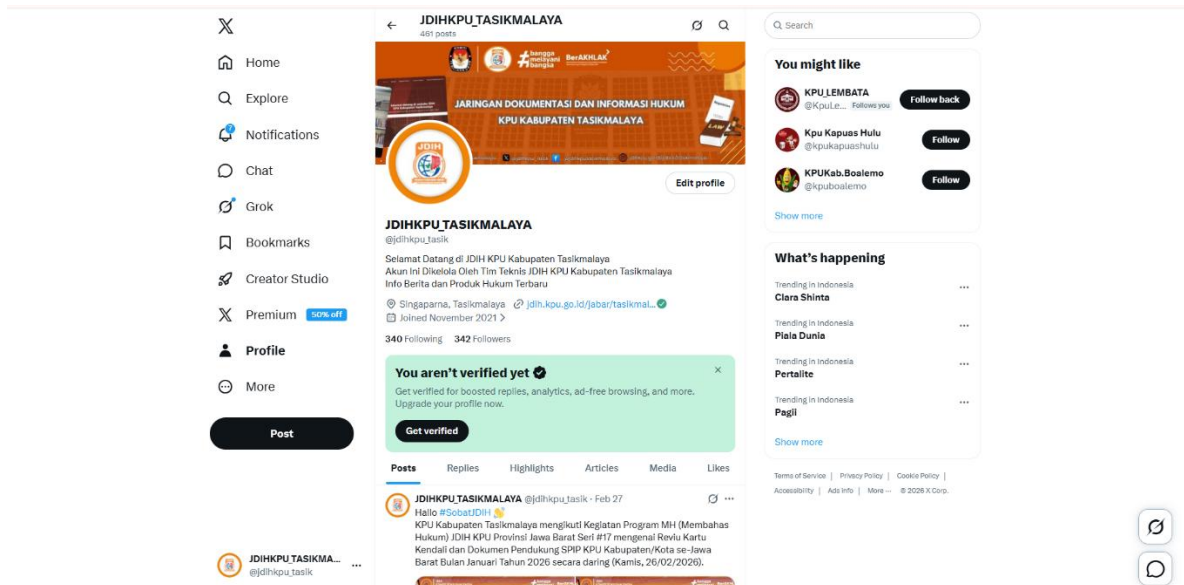 Home
Explore
Notifications
Chat
Grok
Bookmarks
Creator Studio
Premium 50% off
Profile
More
Post
JDIHKPU_TASIKMA...
@jdihkpu_tasik
JDIHKPU_TASIKMALAYA
461 posts
bangga
melayani
bangsa
BerAKHLAK
JARINGAN DOKUMENTASI DAN INFORMASI HUKUM
KPU KABUPATEN TASIKMALAYA
LAW
JDIH
Edit profile
JDIHKPU_TASIKMALAYA
@jdihkpu_tasik
Selamat Datang di JDIH KPU Kabupaten Tasikmalaya
Akun Ini Dikelola Oleh Tim Teknis JDIH KPU Kabupaten Tasikmalaya
Info Berita dan Produk Hukum Terbaru
Singaparna, Tasikmalaya jdih.kpu.go.id/jabar/tasikmal...
Joined November 2021
340 Following 342 Followers
You aren't verified yet
Get verified for boosted replies, analytics, ad-free browsing, and more.
Upgrade your profile now.
Get verified
Posts Replies Highlights Articles Media Likes
JDIHKPU_TASIKMALAYA @jdihkpu_tasik · Feb 27
Hallo #SobatJDIH 👋
KPU Kabupaten Tasikmalaya mengikuti Kegiatan Program MH (Membahas
Hukum) JDIH KPU Provinsi Jawa Barat Seri #17 mengenai Reviu Kartu
Kendali dan Dokumen Pendukung SPIP KPU Kabupaten/Kota se-Jawa
Barat Bulan Januari Tahun 2026 secara daring (Kamis, 26/02/2026).
Search
You might like
KPU_LEMBATA
@KpuLe... Follows you
Follow back
Kpu Kapuas Hulu
@kpukapuashulu
Follow
KPUKab.Boalemo
@kpuboalemo
Follow
Show more
What's happening
Trending in Indonesia
Clara Shinta
Trending in Indonesia
Piala Dunia
Trending in Indonesia
Pertalite
Trending in Indonesia
Pagii
Show more
Terms of Service | Privacy Policy | Cookie Policy |
Accessibility | Ads info | More ... © 2026 X Corp.